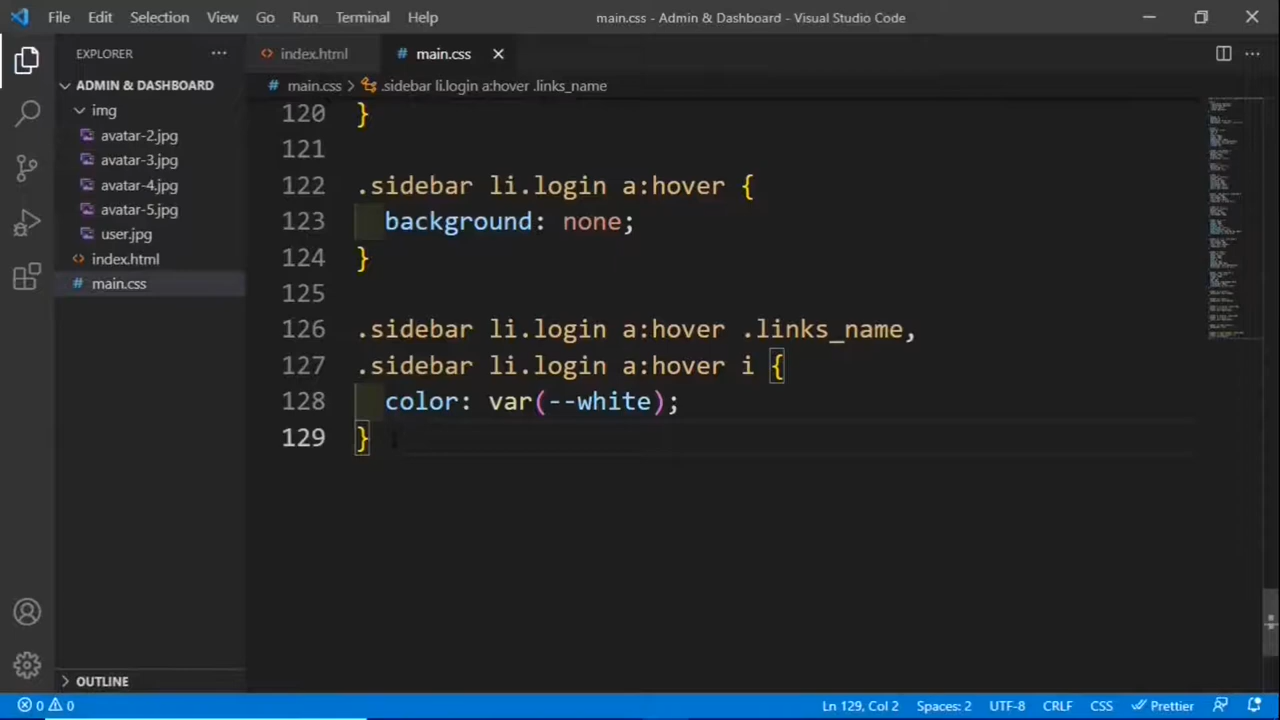 File Edit Selection View Go Run Terminal Help main.css - Admin & Dashboard - Visual Studio Code
EXPLORER
ADMIN & DASHBOARD
img
avatar-2.jpg
avatar-3.jpg
avatar-4.jpg
avatar-5.jpg
user.jpg
<> index.html
# main.css
OUTLINE
<> index.html # main.css
# main.css > .sidebar li.login a:hover .links_name
120 }
121
122 .sidebar li.login a:hover {
123 background: none;
124 }
125
126 .sidebar li.login a:hover .links_name,
127 .sidebar li.login a:hover i {
128 color: var(--white);
129 }
0 0 Ln 129, Col 2 Spaces: 2 UTF-8 CRLF CSS Prettier